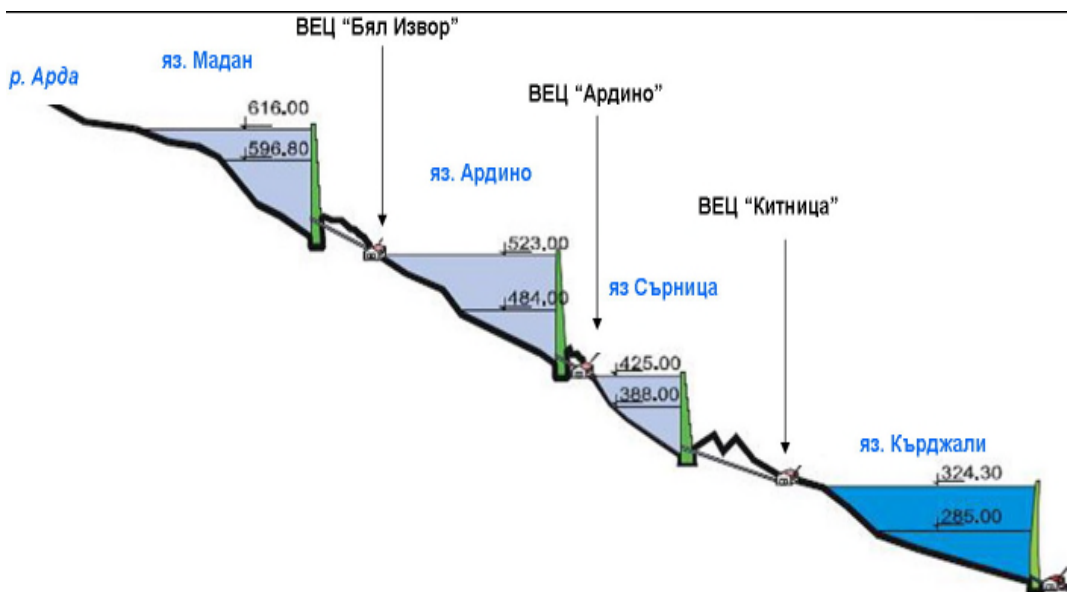 ВЕЦ “Бял Извор”
яз. Мадан
р. Арда
ВЕЦ “Ардино”
616.00
596.80
яз. Ардино
ВЕЦ “Китница”
523.00
яз Сърница
484.00
425.00
388.00
яз. Кърджали
324.30
285.00